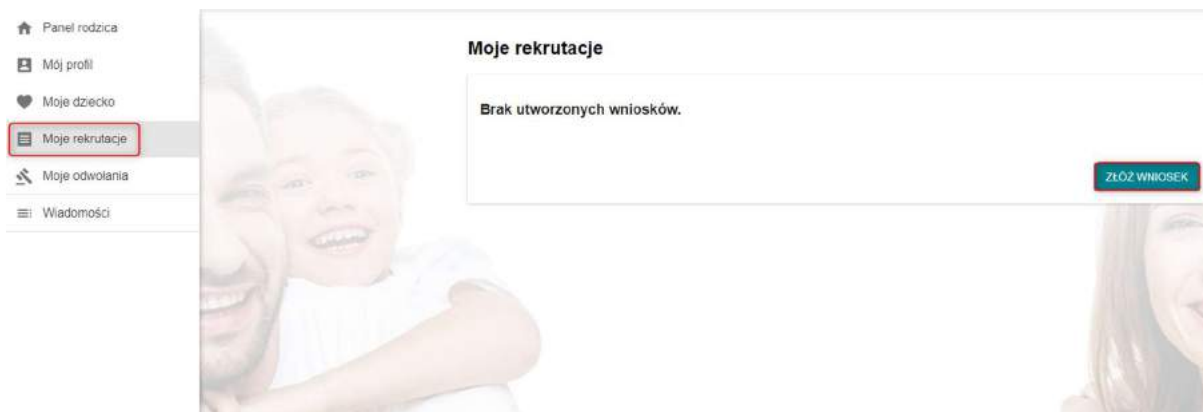 Panel rodzica
Mój profil
Moje dziecko
Moje rekrutacje
Moje odwołania
Wiadomości
Moje rekrutacje
Brak utworzonych wniosków.
ZŁÓŻ WNIOSEK